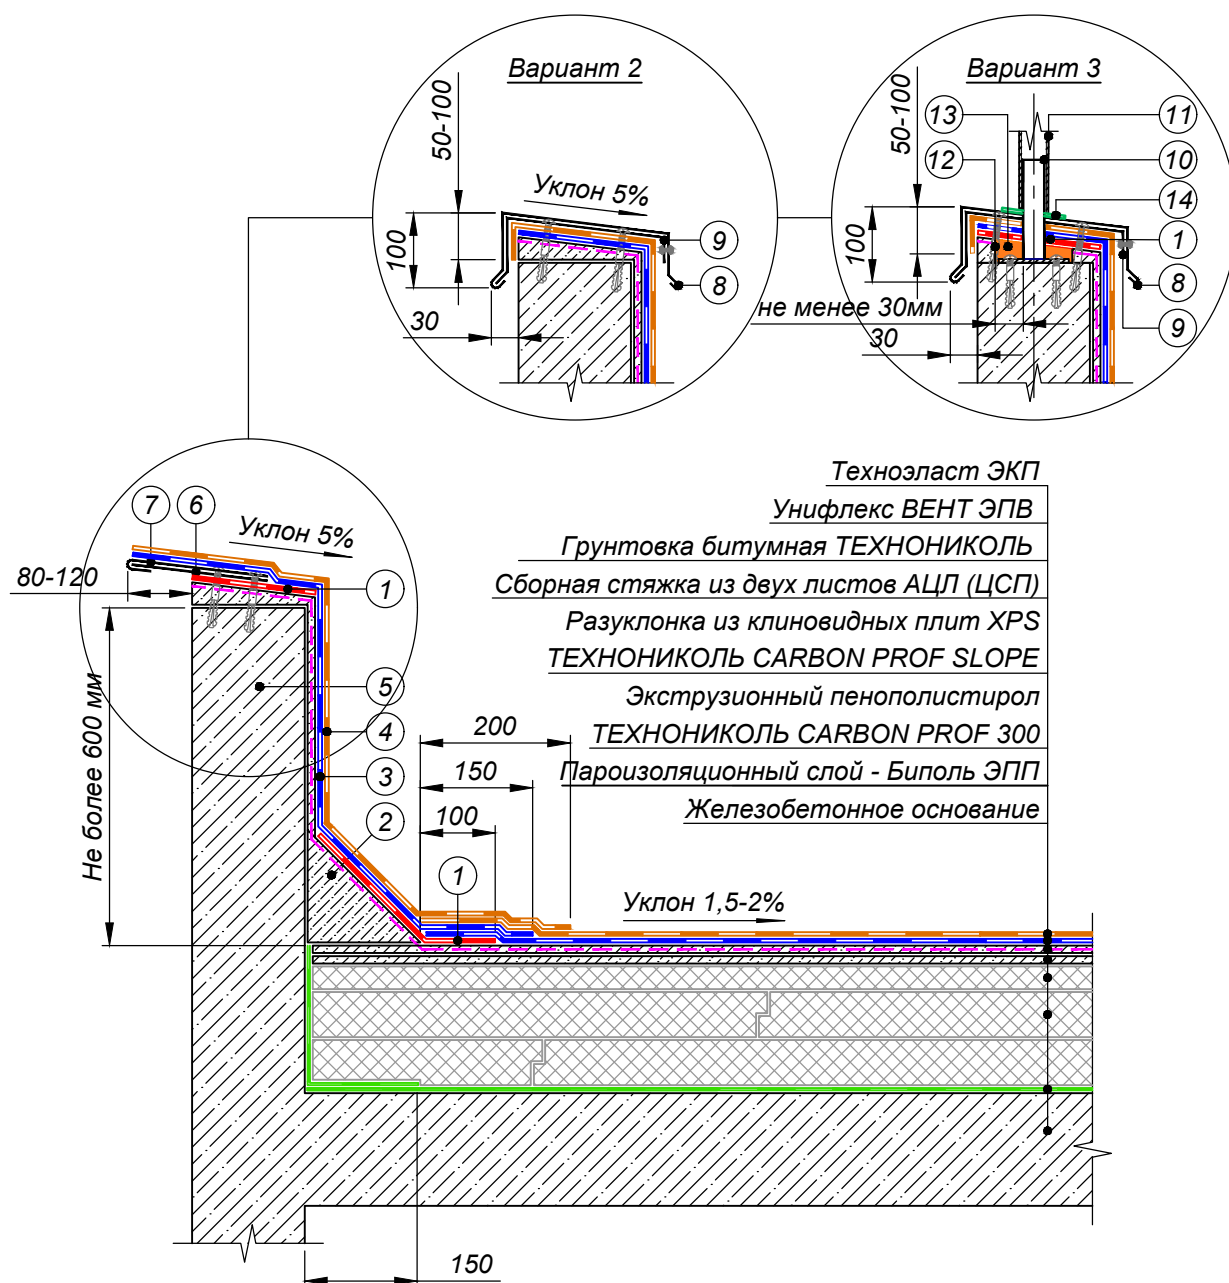 Вариант 2
50-100
Уклон 5%
100
30
9
8
Вариант 3
50-100
13
12
11
10
14
1
100
8
9
не менее 30мм
30
7
6
Уклон 5%
80-120
1
5
4
3
2
Не более 600 мм
200
150
100
1
Техноэласт ЭКП
Унифлекс ВЕНТ ЭПВ
Грунтовка битумная ТЕХНОНИКОЛЬ
Сборная стяжка из двух листов АЦЛ (ЦСП)
Разуклонка из клиновидных плит XPS
ТЕХНОНИКОЛЬ CARBON PROF SLOPE
Экструзионный пенополистирол
ТЕХНОНИКОЛЬ CARBON PROF 300
Пароизоляционный слой - Биполь ЭПП
Железобетонное основание
Уклон 1,5-2%
150